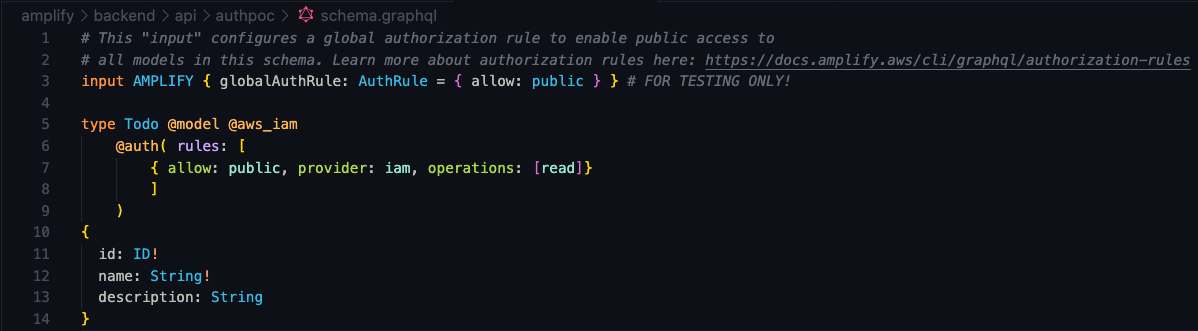 amplify > backend > api > authpoc > schema.graphql
1 # This "input" configures a global authorization rule to enable public access to
2 # all models in this schema. Learn more about authorization rules here: https://docs.amplify.aws/cli/graphql/authorization-rules
3 input AMPLIFY { globalAuthRule: AuthRule = { allow: public } } # FOR TESTING ONLY!
4
5 type Todo @model @aws_iam
6     @auth( rules: [
7         { allow: public, provider: iam, operations: [read]}
8         ]
9     )
10 {
11   id: ID!
12   name: String!
13   description: String
14 }